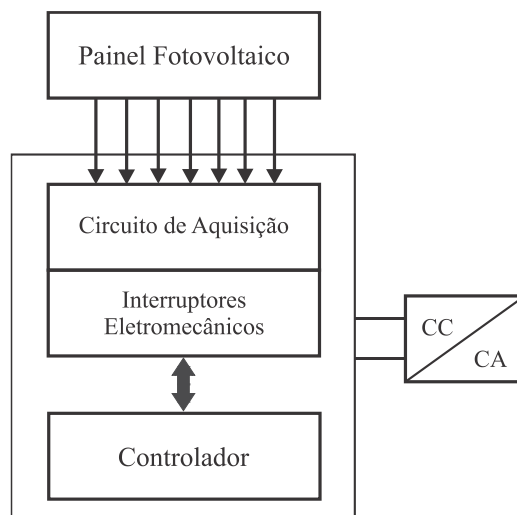 Painel Fotovoltaico
Circuito de Aquisição
Interruptores
Eletromecânicos
CC
CA
Controlador